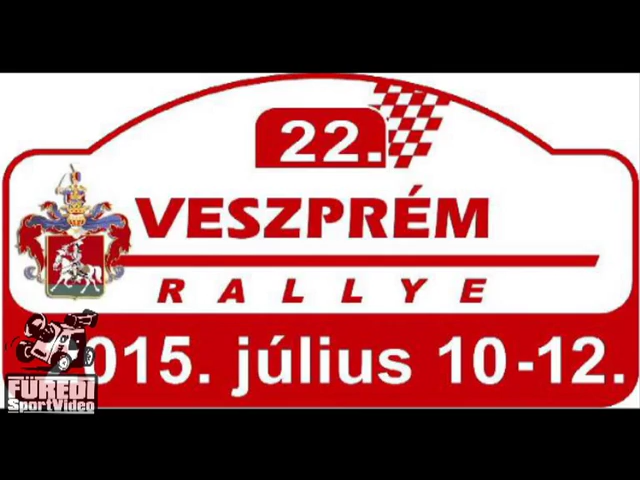 22.
VESZPRÉM
RALLYE
015. július 10-12.
FÜREDI
SportVideo